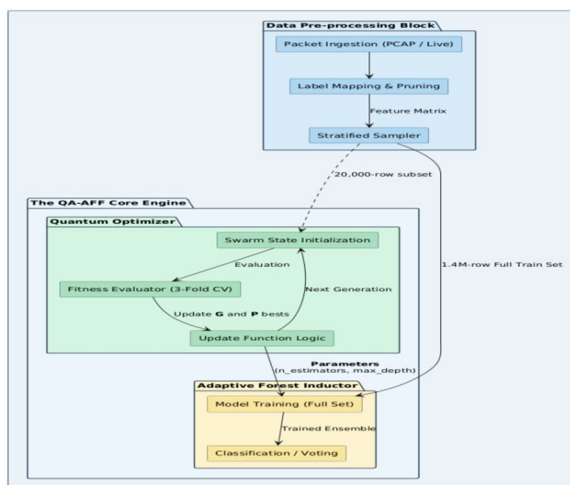 Data Pre-processing Block
Packet Ingestion (PCAP / Live)
Label Mapping & Pruning
Feature Matrix
Stratified Sampler
20,000-row subset
The QA-AFF Core Engine
Quantum Optimizer
Swarm State Initialization
Evaluation
1.4M-row Full Train Set
Fitness Evaluator (3-Fold CV)
Next Generation
Update G and P bests
Update Function Logic
Parameters
(n_estimators, max_depth)
Adaptive Forest Inductor
Model Training (Full Set)
Trained Ensemble
Classification / Voting